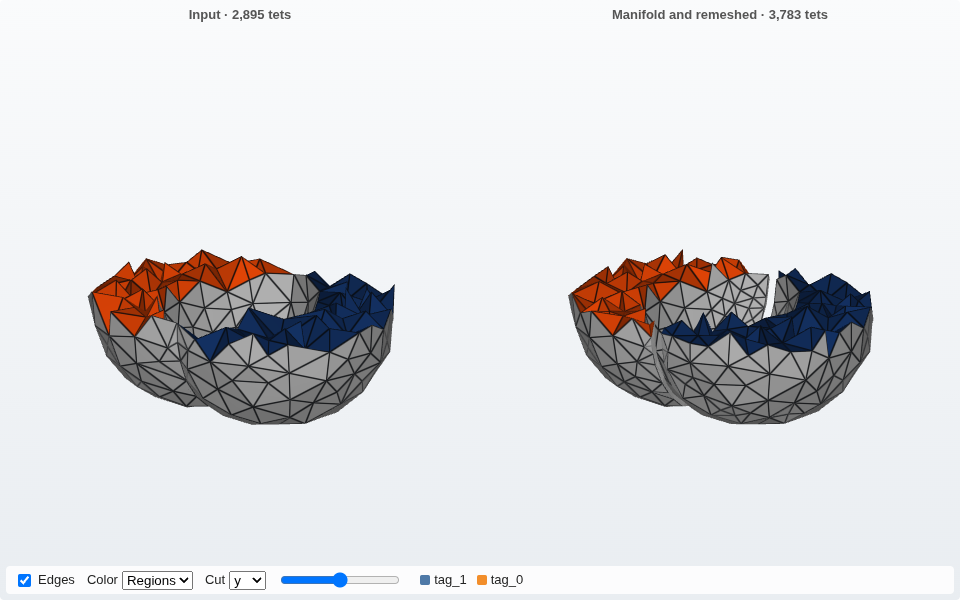 Input · 2,895 tets
Manifold and remeshed · 3,783 tets
Edges Color Regions Cut y tag_1 tag_0